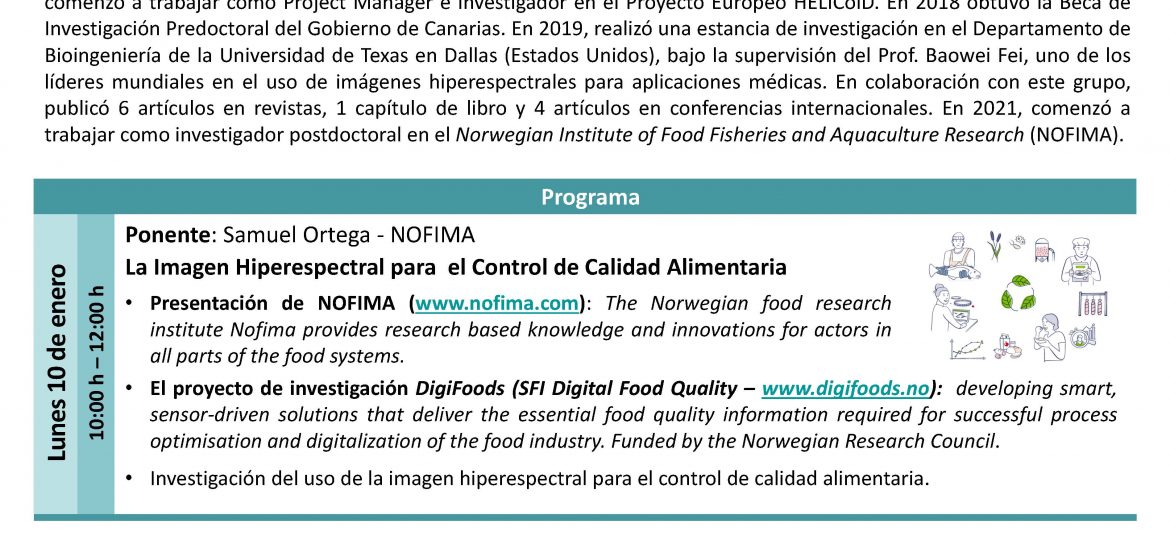 comenzó a trabajar como Project Manager e investigador en el Proyecto Europeo HELICoiD. En 2018 obtuvo la Beca de
Investigación Predoctoral del Gobierno de Canarias. En 2019, realizó una estancia de investigación en el Departamento de
Bioingeniería de la Universidad de Texas en Dallas (Estados Unidos), bajo la supervisión del Prof. Baowei Fei, uno de los
líderes mundiales en el uso de imágenes hiperespectrales para aplicaciones médicas. En colaboración con este grupo,
publicó 6 artículos en revistas, 1 capítulo de libro y 4 artículos en conferencias internacionales. En 2021, comenzó a
trabajar como investigador postdoctoral en el Norwegian Institute of Food Fisheries and Aquaculture Research (NOFIMA).
Programa
Lunes 10 de enero
10:00 h – 12:00 h
Ponente: Samuel Ortega - NOFIMA
La Imagen Hiperespectral para el Control de Calidad Alimentaria
• Presentación de NOFIMA (www.nofima.com): The Norwegian food research
institute Nofima provides research based knowledge and innovations for actors in
all parts of the food systems.
• El proyecto de investigación DigiFoods (SFI Digital Food Quality – www.digifoods.no): developing smart,
sensor-driven solutions that deliver the essential food quality information required for successful process
optimisation and digitalization of the food industry. Funded by the Norwegian Research Council.
• Investigación del uso de la imagen hiperespectral para el control de calidad alimentaria.